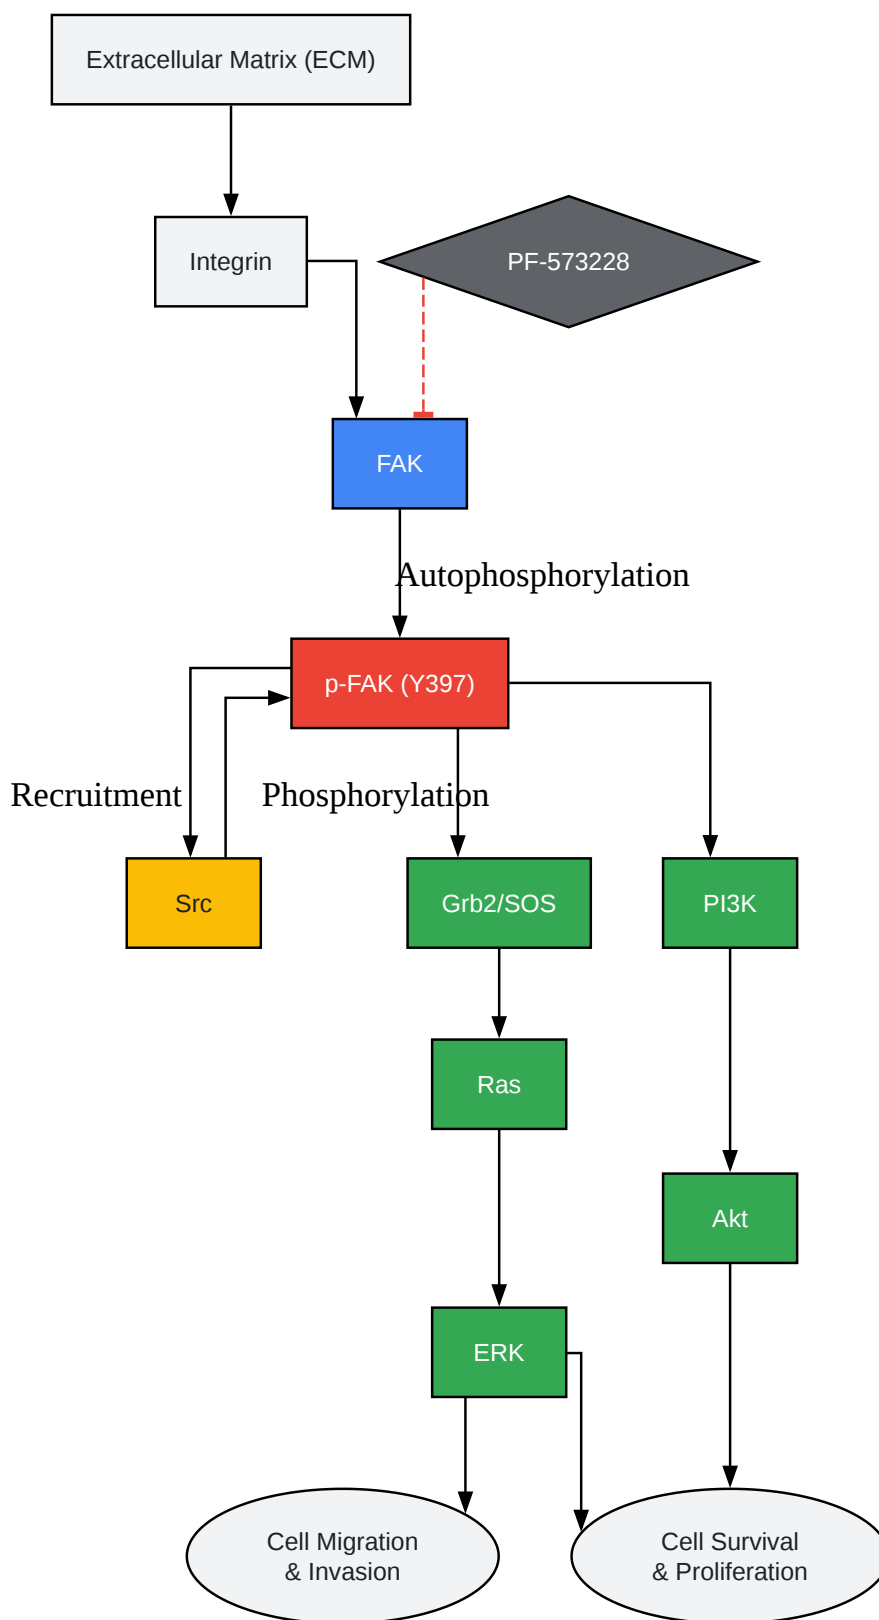 Extracellular Matrix (ECM)
Integrin
PF-573228
FAK
Autophosphorylation
p-FAK (Y397)
Recruitment
Phosphorylation
Src
Grb2/SOS
PI3K
Ras
Akt
ERK
Cell Migration
& Invasion
Cell Survival
& Proliferation